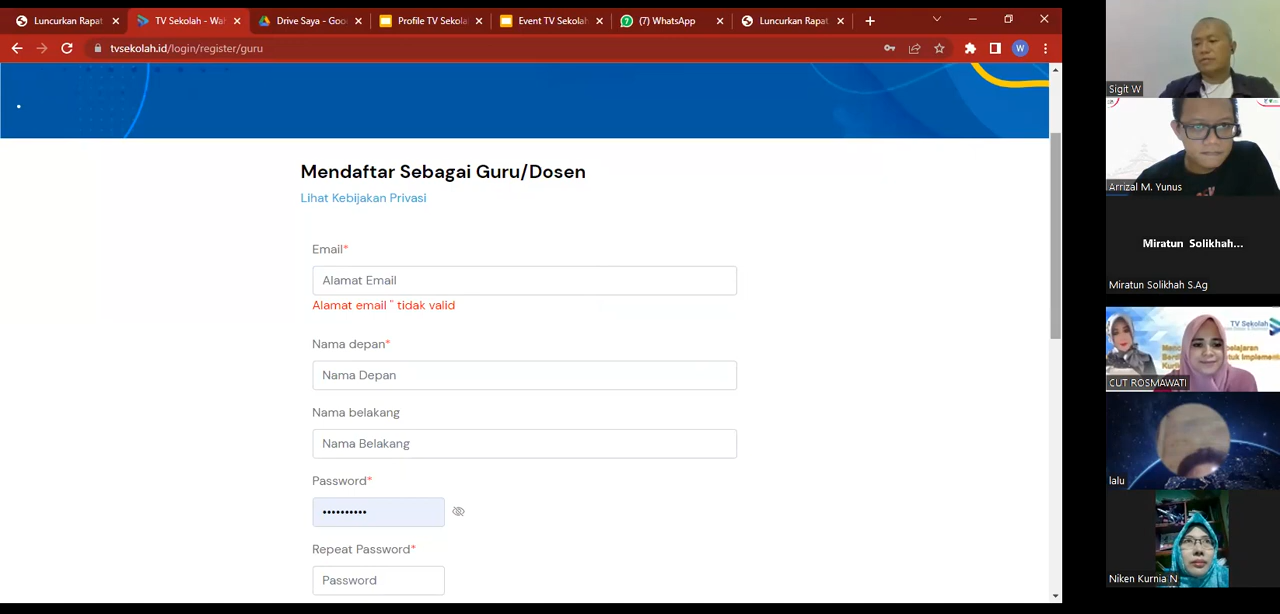 Luncurkan Rapat
TV Sekolah - Wa
Drive Saya - Goo
Profile TV Sekola
Event TV Sekolah
(7) WhatsApp
Luncurkan Rapat
tvsekolah.id/login/register/guru
W
Mendaftar Sebagai Guru/Dosen
Lihat Kebijakan Privasi
Email*
Alamat Email
Alamat email '' tidak valid
Nama depan*
Nama Depan
Nama belakang
Nama Belakang
Password*
••••••••••
Repeat Password*
Password
Sigit W
Arrizal M. Yunus
Miratun Solikhah...
Miratun Solikhah S.Ag
TV Sekolah
CUT ROSMAWATI
lalu
Niken Kurnia N